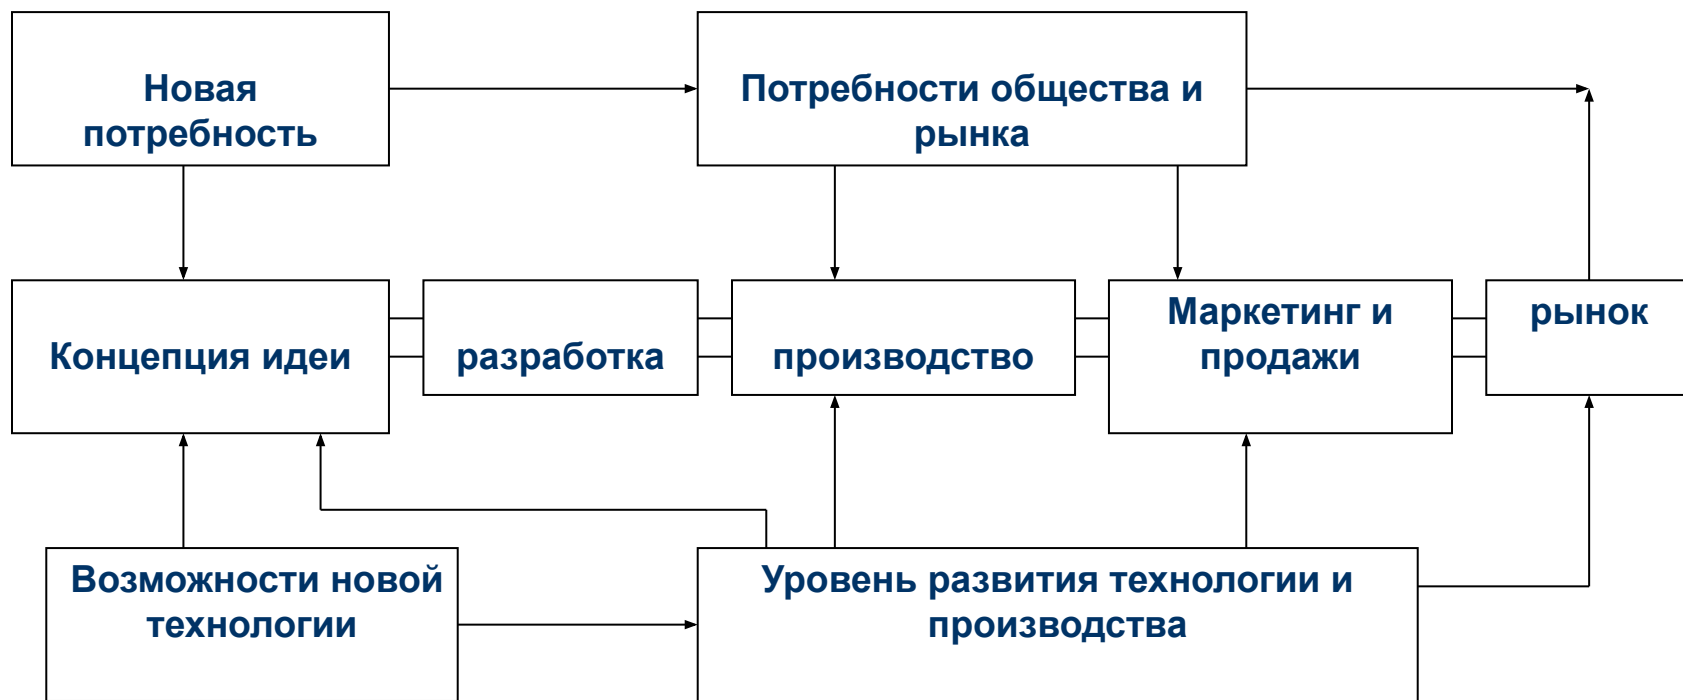 Новая
потребность
Потребности общества и
рынка
Концепция идеи
разработка
производство
Маркетинг и
продажи
рынок
Возможности новой
технологии
Уровень развития технологии и
производства